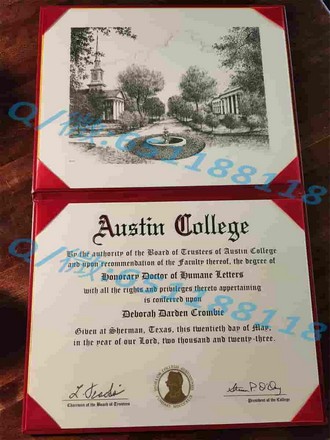 Austin College
By the authority of the Board of Trustees of Austin College
and upon recommendation of the Faculty thereof, the degree of
Honorary Doctor of Humane Letters
with all the rights and privileges thereto appertaining
is conferred upon
Deborah Darden Crombie
Given at Sherman, Texas, this twentieth day of May,
in the year of our Lord, two thousand and twenty-three.
Chairman of the Board of Trustees
President of the College